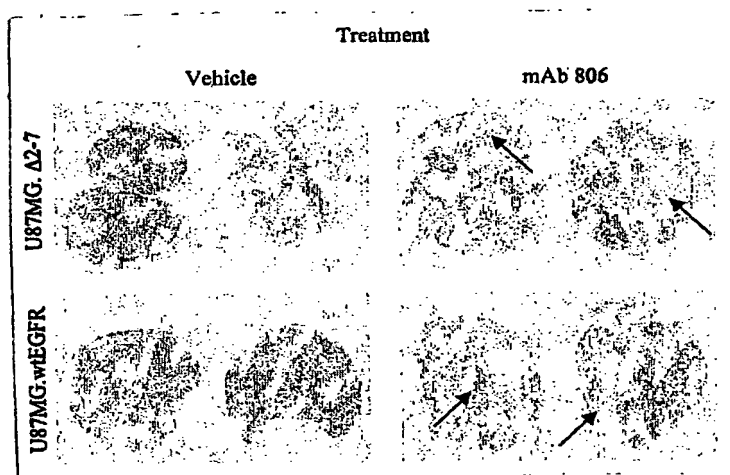 Treatment
Vehicle
mAb 806
U87MG. Δ2-7
U87MG.wtEGFR